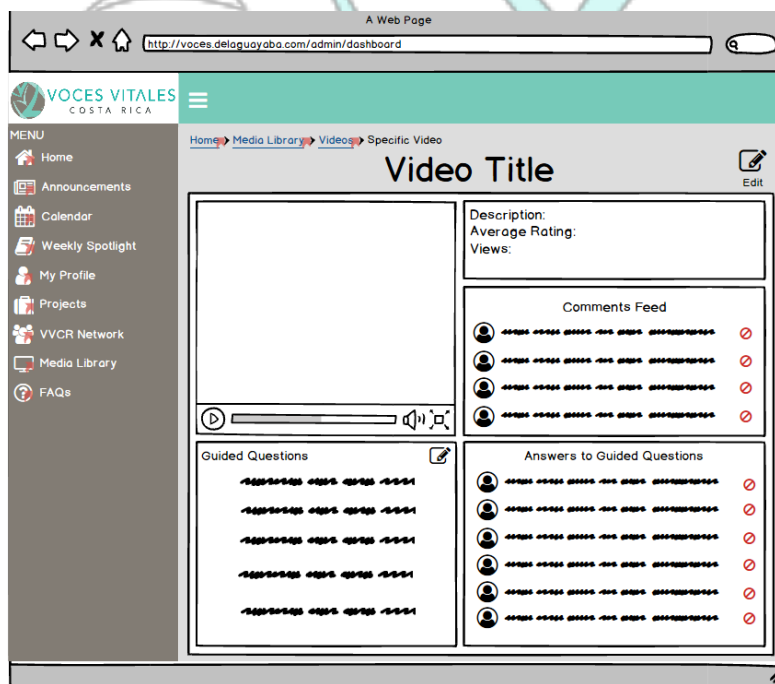 A Web Page
http://voces.delaguayaba.com/admin/dashboard
VOCES VITALES
COSTA RICA
MENU
Home
Announcements
Calendar
Weekly Spotlight
My Profile
Projects
VVCR Network
Media Library
FAQs
Home Media Library Videos Specific Video
Video Title
Edit
Description:
Average Rating:
Views:
Comments Feed
Guided Questions
Answers to Guided Questions